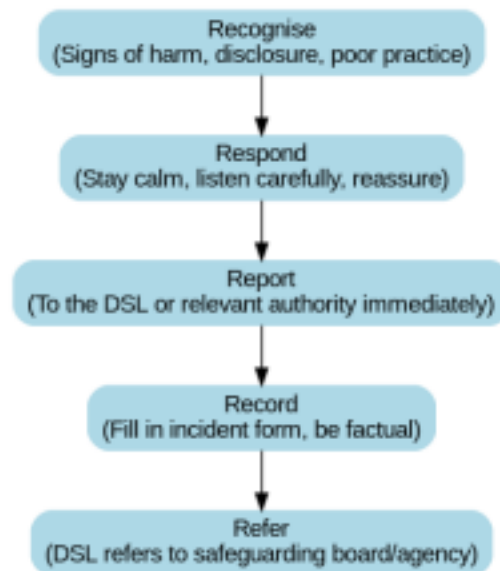 Recognise
(Signs of harm, disclosure, poor practice)
Respond
(Stay calm, listen carefully, reassure)
Report
(To the DSL or relevant authority immediately)
Record
(Fill in incident form, be factual)
Refer
(DSL refers to safeguarding board/agency)